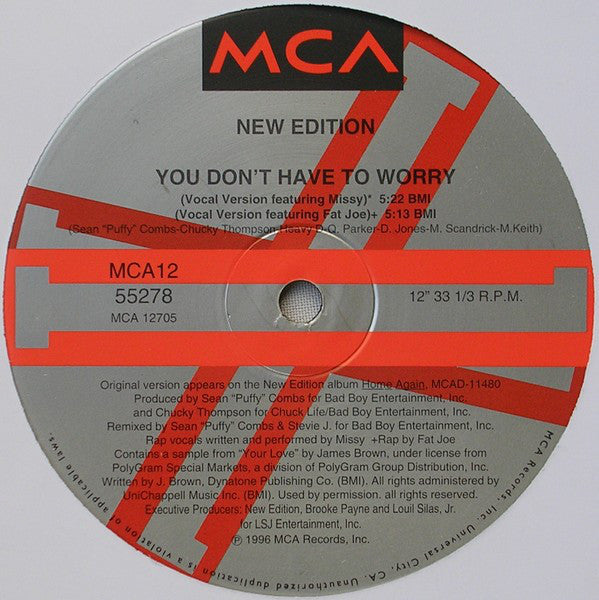 MCA
NEW EDITION
YOU DON'T HAVE TO WORRY
(Vocal Version featuring Missy)* 5:22 BMI
(Vocal Version featuring Fat Joe)+ 5:13 BMI
(Sean "Puffy" Combs-Chucky Thompson-Heavy D-Q. Parker-D. Jones-M. Scandrick-M.Keith)
MCA12
55278
MCA 12705
12" 33 1/3 R.P.M.
Original version appears on the New Edition album Home Again, MCAD-11480
Produced by Sean "Puffy" Combs for Bad Boy Entertainment, Inc.
and Chucky Thompson for Chuck Life/Bad Boy Entertainment, Inc.
Remixed by Sean "Puffy" Combs & Stevie J. for Bad Boy Entertainment, Inc.
Rap vocals written and performed by Missy +Rap by Fat Joe
Contains a sample from "Your Love" by James Brown, under license from
PolyGram Special Markets, a division of PolyGram Group Distribution, Inc.
Written by J. Brown, Dynatone Publishing Co. (BMI). All rights administered by
UniChappell Music Inc. (BMI). Used by permission. all rights reserved.
Executive Producers: New Edition, Brooke Payne and Louil Silas, Jr.
for LSJ Entertainment, Inc.
℗ 1996 MCA Records, Inc.
MCA Records, Inc. Universal City, CA. Unauthorized duplication is a violation of applicable laws.